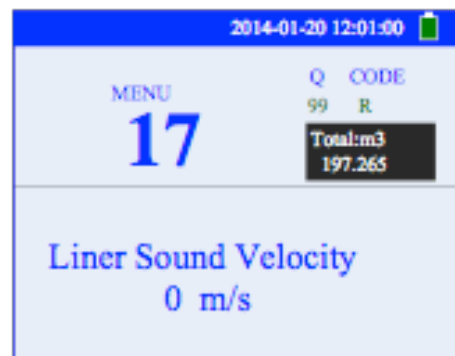 2014-01-20 12:01:00
MENU
17
Q CODE
99 R
Total:m3
197.265
Liner Sound Velocity
0 m/s